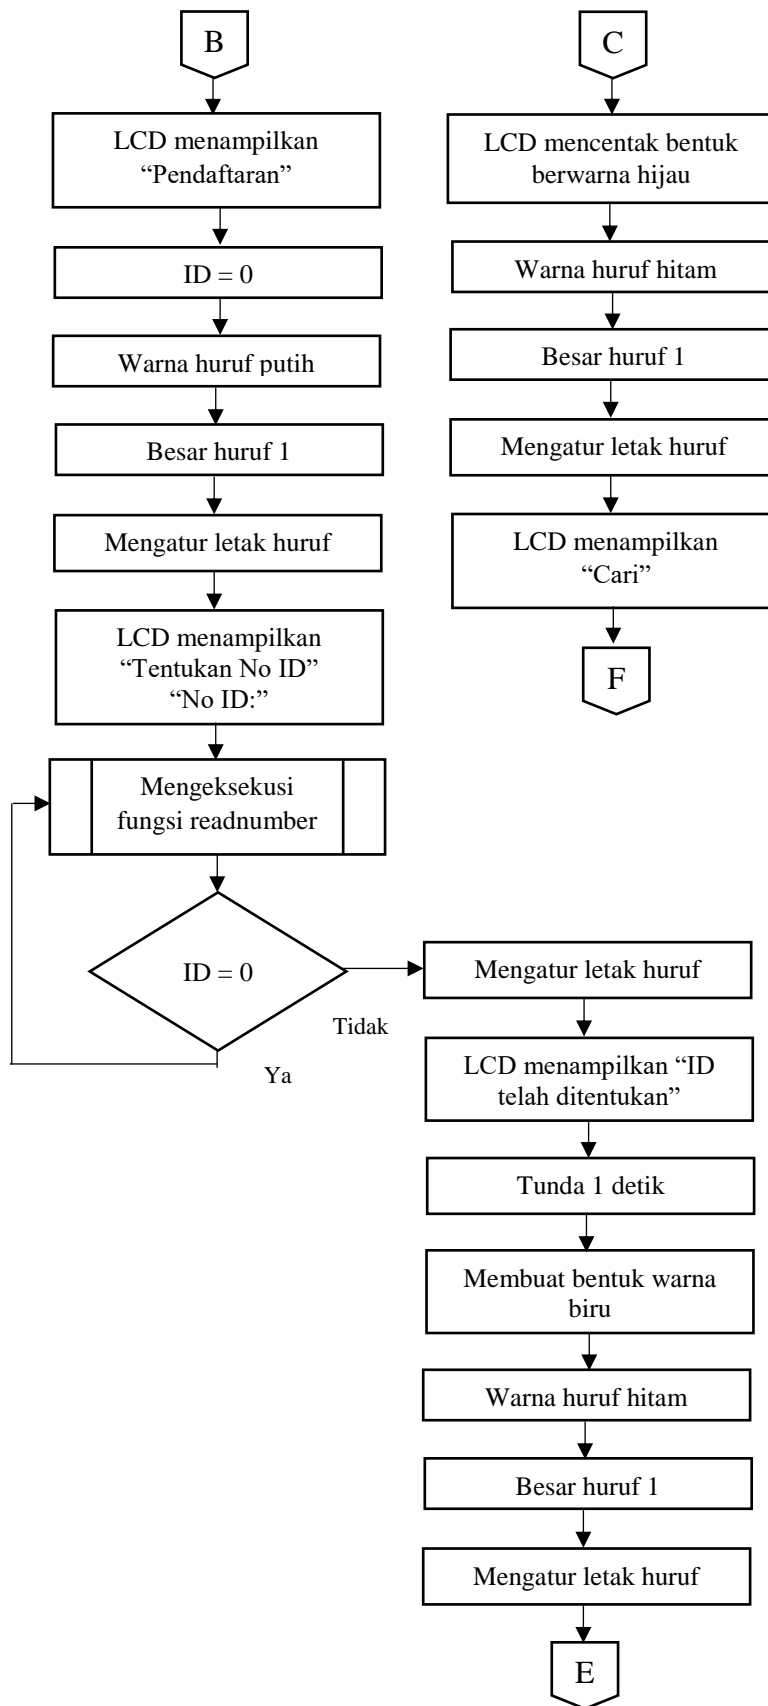 B
LCD menampilkan
“Pendaftaran”
ID = 0
Warna huruf putih
Besar huruf 1
Mengatur letak huruf
LCD menampilkan
“Tentukan No ID”
“No ID:”
Mengeksekusi
fungsi readnumber
ID = 0
Tidak
Ya
C
LCD mencentak bentuk
berwarna hijau
Warna huruf hitam
Besar huruf 1
Mengatur letak huruf
LCD menampilkan
“Cari”
F
Mengatur letak huruf
LCD menampilkan “ID
telah ditentukan”
Tunda 1 detik
Membuat bentuk warna
biru
Warna huruf hitam
Besar huruf 1
Mengatur letak huruf
E